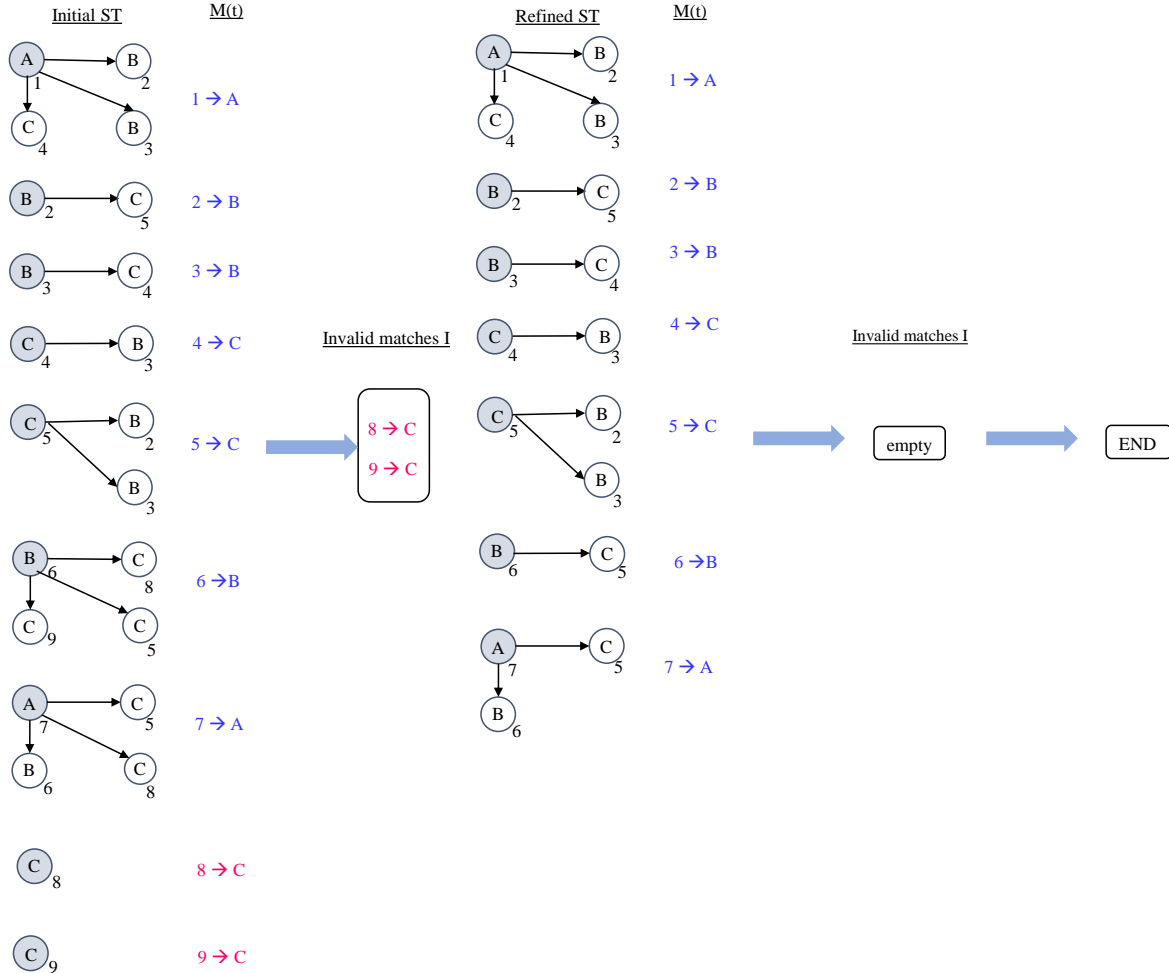 Initial ST
M(t)
A
1
B
2
C
4
B
3
1 → A
B
2
C
5
2 → B
B
3
C
4
3 → B
C
4
B
3
4 → C
C
5
B
2
B
3
5 → C
B
6
C
8
C
9
C
5
6 →B
A
7
C
5
B
6
C
8
7 → A
C
8
8 → C
C
9
9 → C
Invalid matches I
8 → C
9 → C
Refined ST
M(t)
A
1
B
2
C
4
B
3
1 → A
B
2
C
5
2 → B
B
3
C
4
3 → B
C
4
B
3
4 → C
C
5
B
2
B
3
5 → C
B
6
C
5
6 →B
A
7
C
5
B
6
7 → A
Invalid matches I
empty
END